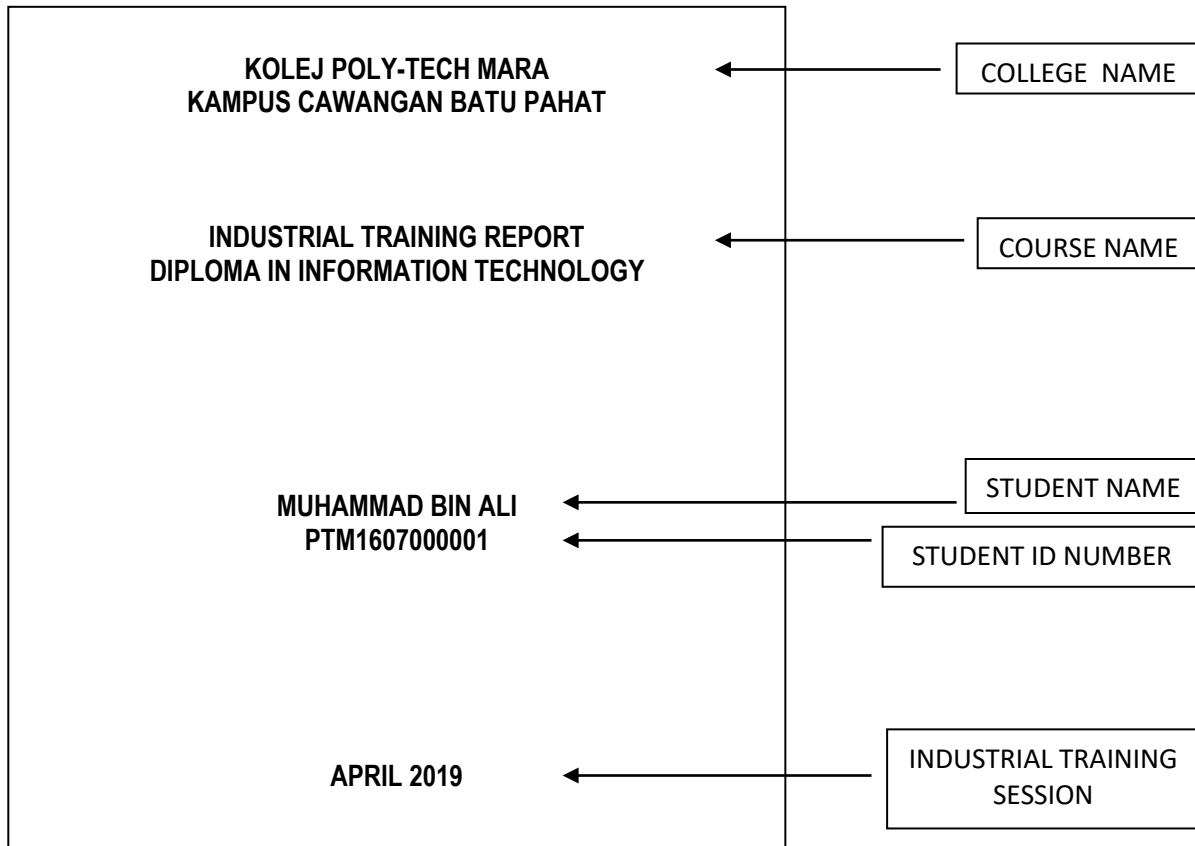 KOLEJ POLY-TECH MARA
KAMPUS CAWANGAN BATU PAHAT
COLLEGE NAME
INDUSTRIAL TRAINING REPORT
DIPLOMA IN INFORMATION TECHNOLOGY
COURSE NAME
MUHAMMAD BIN ALI
STUDENT NAME
PTM1607000001
STUDENT ID NUMBER
APRIL 2019
INDUSTRIAL TRAINING
SESSION